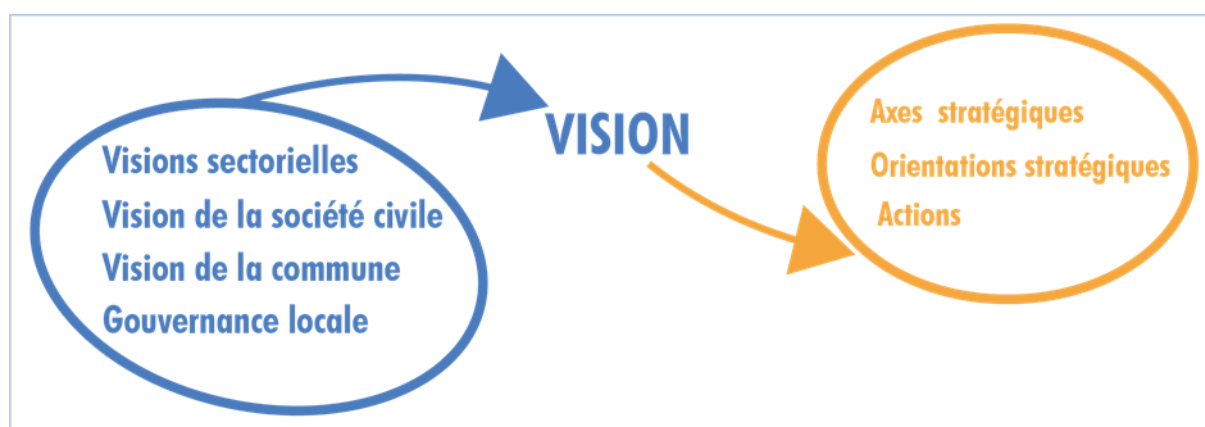 Visions sectorielles
Vision de la société civile
Vision de la commune
Gouvernance locale
VISION
Axes stratégiques
Orientations stratégiques
Actions